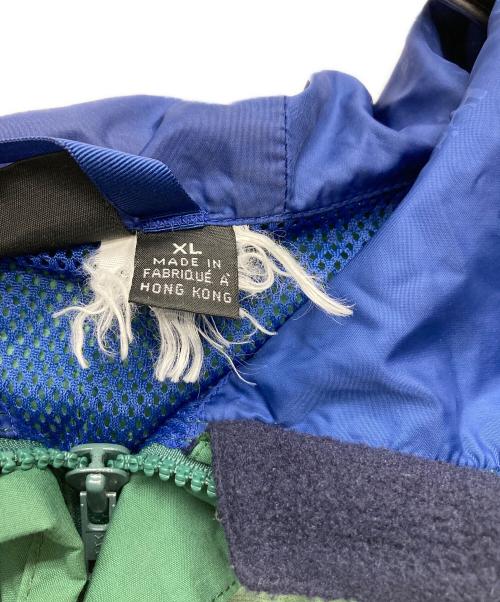 XL
MADE IN
FABRIQUÉ À
HONG KONG